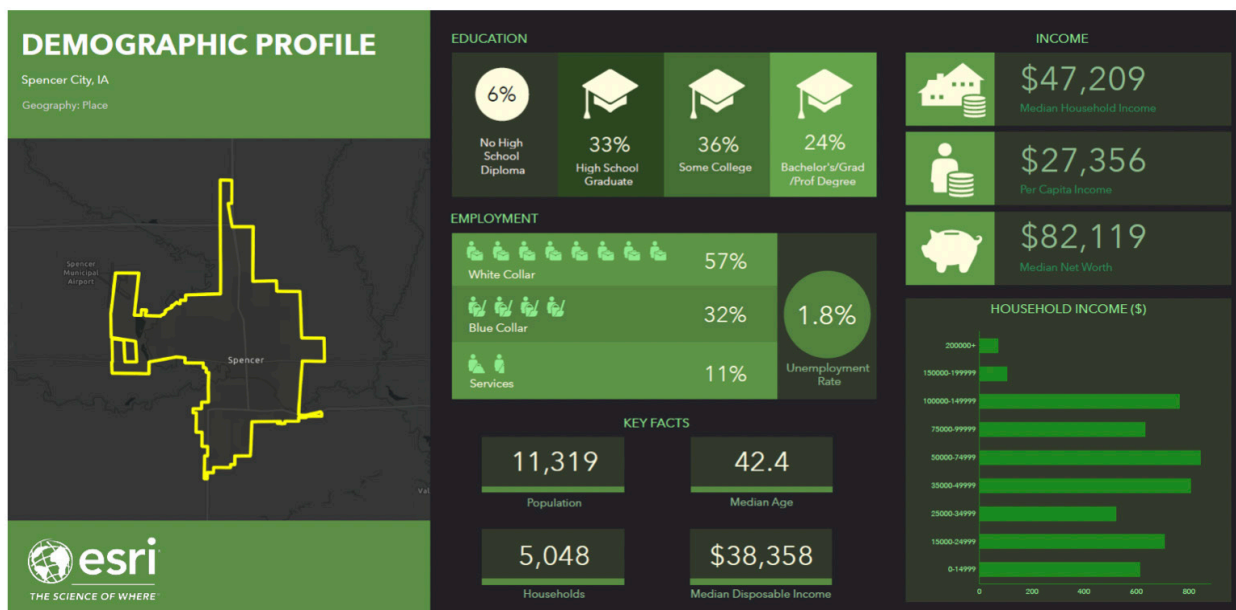 DEMOGRAPHIC PROFILE
Spencer City, IA
Geography: Place
Spencer
Municipal
Airport
Spencer
esri
THE SCIENCE OF WHERE
EDUCATION
6%
No High
School
Diploma
33%
High School
Graduate
36%
Some College
24%
Bachelor's/Grad
/Prof Degree
EMPLOYMENT
White Collar
57%
Blue Collar
32%
Services
11%
1.8%
Unemployment
Rate
KEY FACTS
11,319
Population
42.4
Median Age
5,048
Households
$38,358
Median Disposable Income
INCOME
$47,209
Median Household Income
$27,356
Per Capita Income
$82,119
Median Net Worth
HOUSEHOLD INCOME ($)
200000+
150000-199999
100000-149999
75000-99999
50000-74999
35000-49999
25000-34999
15000-24999
0-14999
0
200
400
600
800